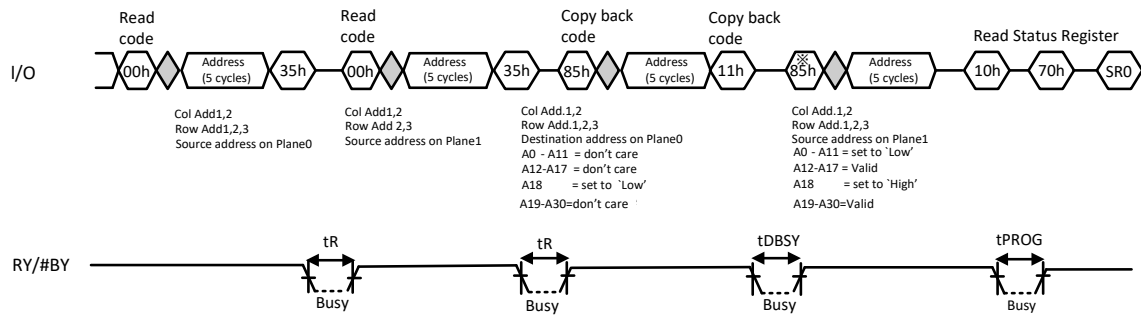 Read
code
Read
code
Copy back
code
Copy back
code
Read Status Register
I/O
00h
Address
(5 cycles)
35h
00h
Address
(5 cycles)
35h
85h
Address
(5 cycles)
11h
※
85h
Address
(5 cycles)
10h
70h
SR0
Col Add1,2
Row Add1,2,3
Source address on Plane0
Col Add1,2
Row Add 2,3
Source address on Plane1
Col Add.1,2
Row Add.1,2,3
Destination address on Plane0
A0 - A11 = don't care
A12-A17 = don't care
A18 = set to `Low'
A19-A30=don't care
Col Add.1,2
Row Add.1,2,3
Source address on Plane1
A0 - A11 = set to `Low'
A12-A17 = Valid
A18 = set to `High'
A19-A30=Valid
RY/#BY
tR
Busy
tR
Busy
tDBSY
Busy
tPROG
Busy